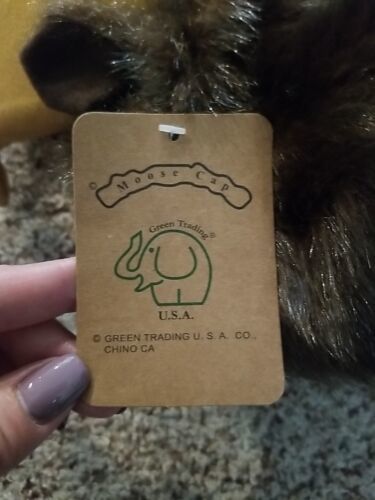 © Moose Cap
Green Trading®
U.S.A.
© GREEN TRADING U. S. A. CO.,
CHINO CA